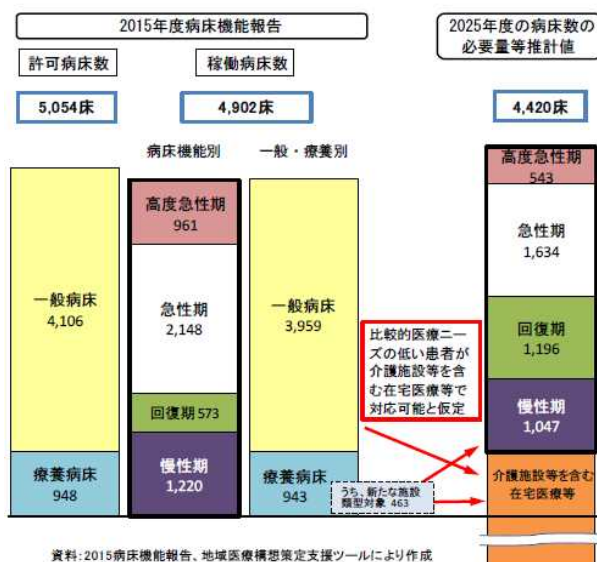 2015年度病床機能報告
2025年度の病床数の
必要量等推計値
許可病床数
稼働病床数
5,054床
4,902床
4,420床
病床機能別
一般・療養別
一般病床
4,106
療養病床
948
高度急性期
961
急性期
2,148
回復期 573
慢性期
1,220
一般病床
3,959
療養病床
943
比較的医療ニー
ズの低い患者が
介護施設等を含
む在宅医療等で
対応可能と仮定
うち、新たな施設
類型対象 463
高度急性期
543
急性期
1,634
回復期
1,196
慢性期
1,047
介護施設等を含む
在宅医療等
資料:2015病床機能報告、地域医療構想策定支援ツールにより作成